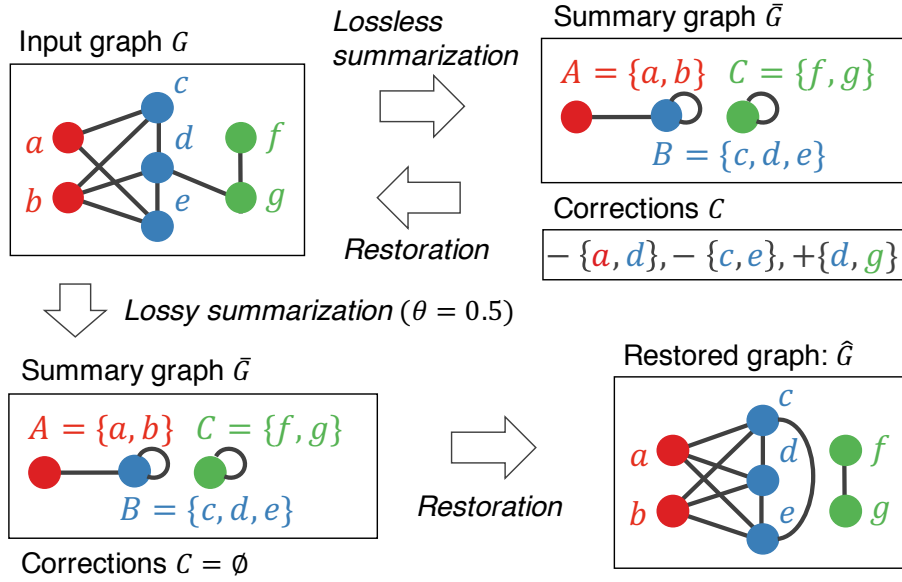 Input graph G
Lossless summarization
Summary graph Ḡ
a
b
c
d
e
f
g
A = {a, b} C = {f, g}
B = {c, d, e}
Restoration
Corrections C
− {a, d}, − {c, e}, +{d, g}
Lossy summarization (θ = 0.5)
Summary graph Ḡ
A = {a, b} C = {f, g}
B = {c, d, e}
Corrections C = ∅
Restoration
Restored graph: Ĝ
a
b
c
d
e
f
g